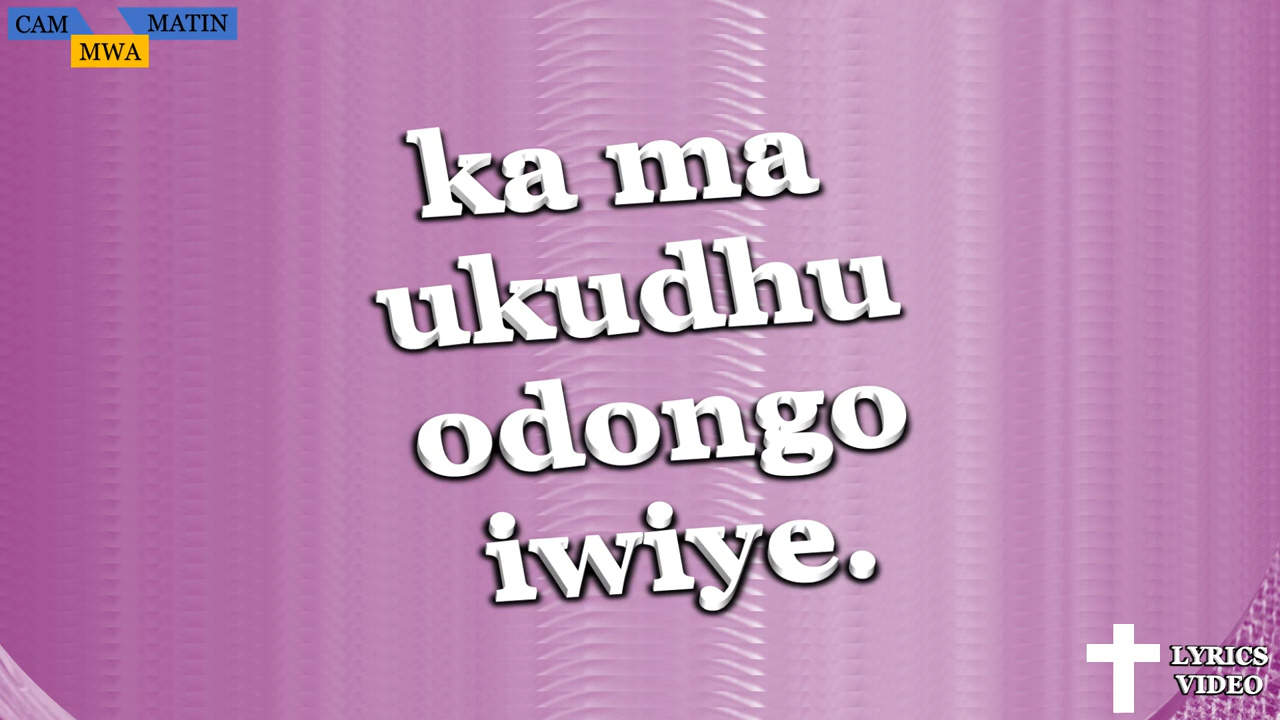 CAM MATIN
MWA
ka ma
ukudhu
odongo
iwiye.
LYRICS
VIDEO